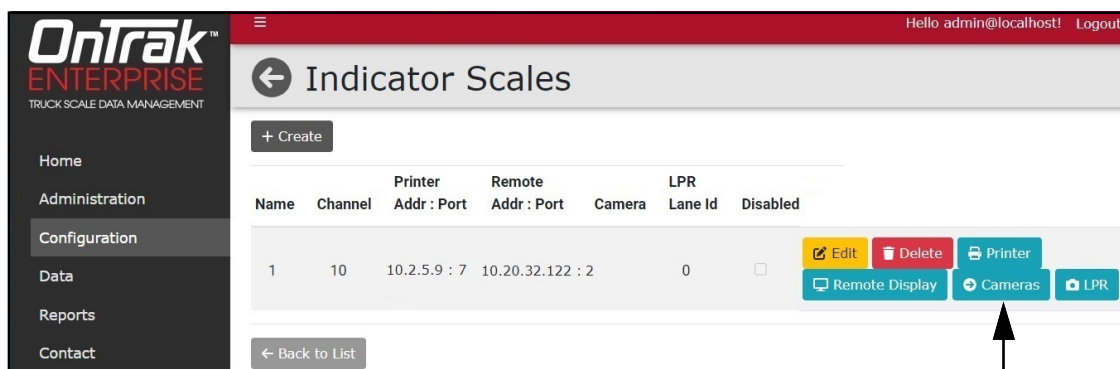 OnTrak™
ENTERPRISE
TRUCK SCALE DATA MANAGEMENT
Home
Administration
Configuration
Data
Reports
Contact
Hello admin@localhost! Logout
Indicator Scales
+ Create
Name Channel Printer Addr : Port Remote Addr : Port Camera LPR Lane Id Disabled
1 10 10.2.5.9 : 7 10.20.32.122 : 2 0
Edit Delete Printer
Remote Display Cameras LPR
← Back to List